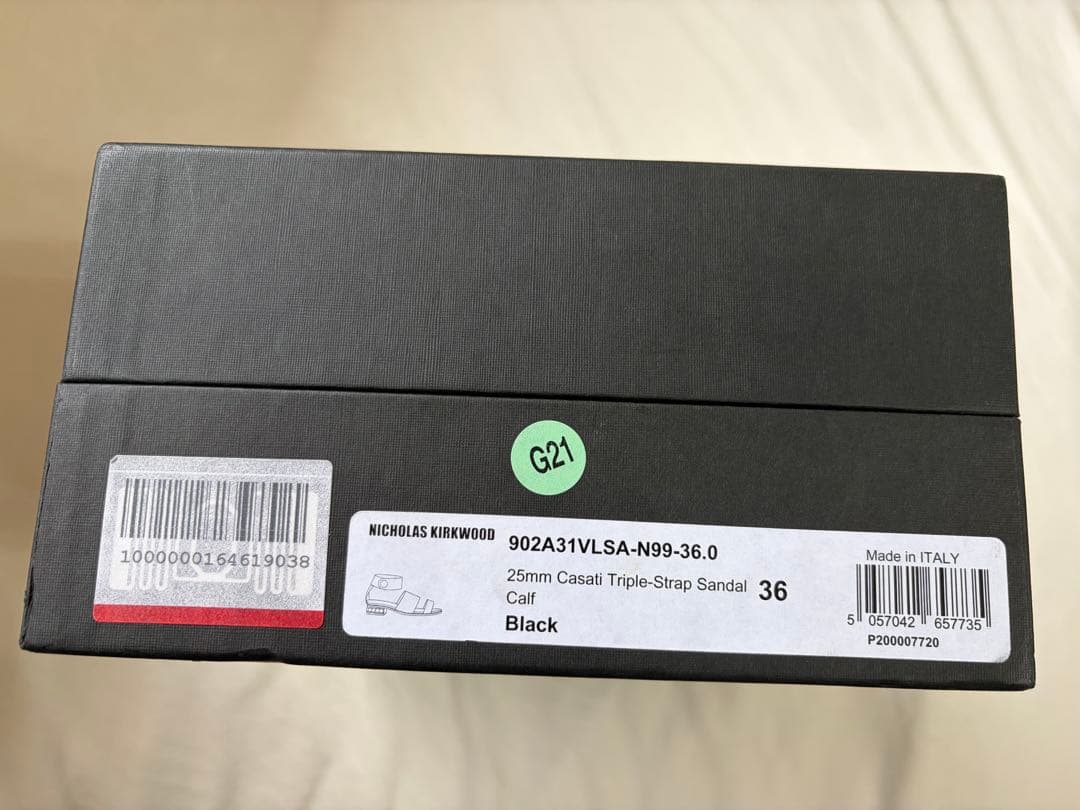 G21
1000000164619038
NICHOLAS KIRKWOOD
902A31VLSA-N99-36.0
25mm Casati Triple-Strap Sandal
36
Calf
Black
Made in ITALY
5 057042 657735
P200007720